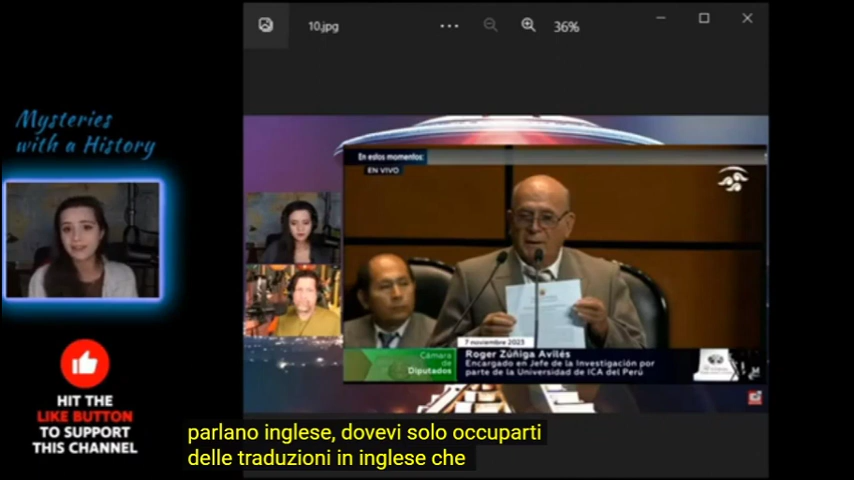 10.jpg
36%
Mysteries
with a History
En estos momentos:
EN VIVO
7 noviembre 2023
Cámara
de
Diputados
Roger Zúñiga Avilés
Encargado en Jefe de la Investigación por
parte de la Universidad de ICA del Perú
HIT THE
LIKE BUTTON
TO SUPPORT
THIS CHANNEL
parlano inglese, dovevi solo occuparti
delle traduzioni in inglese che